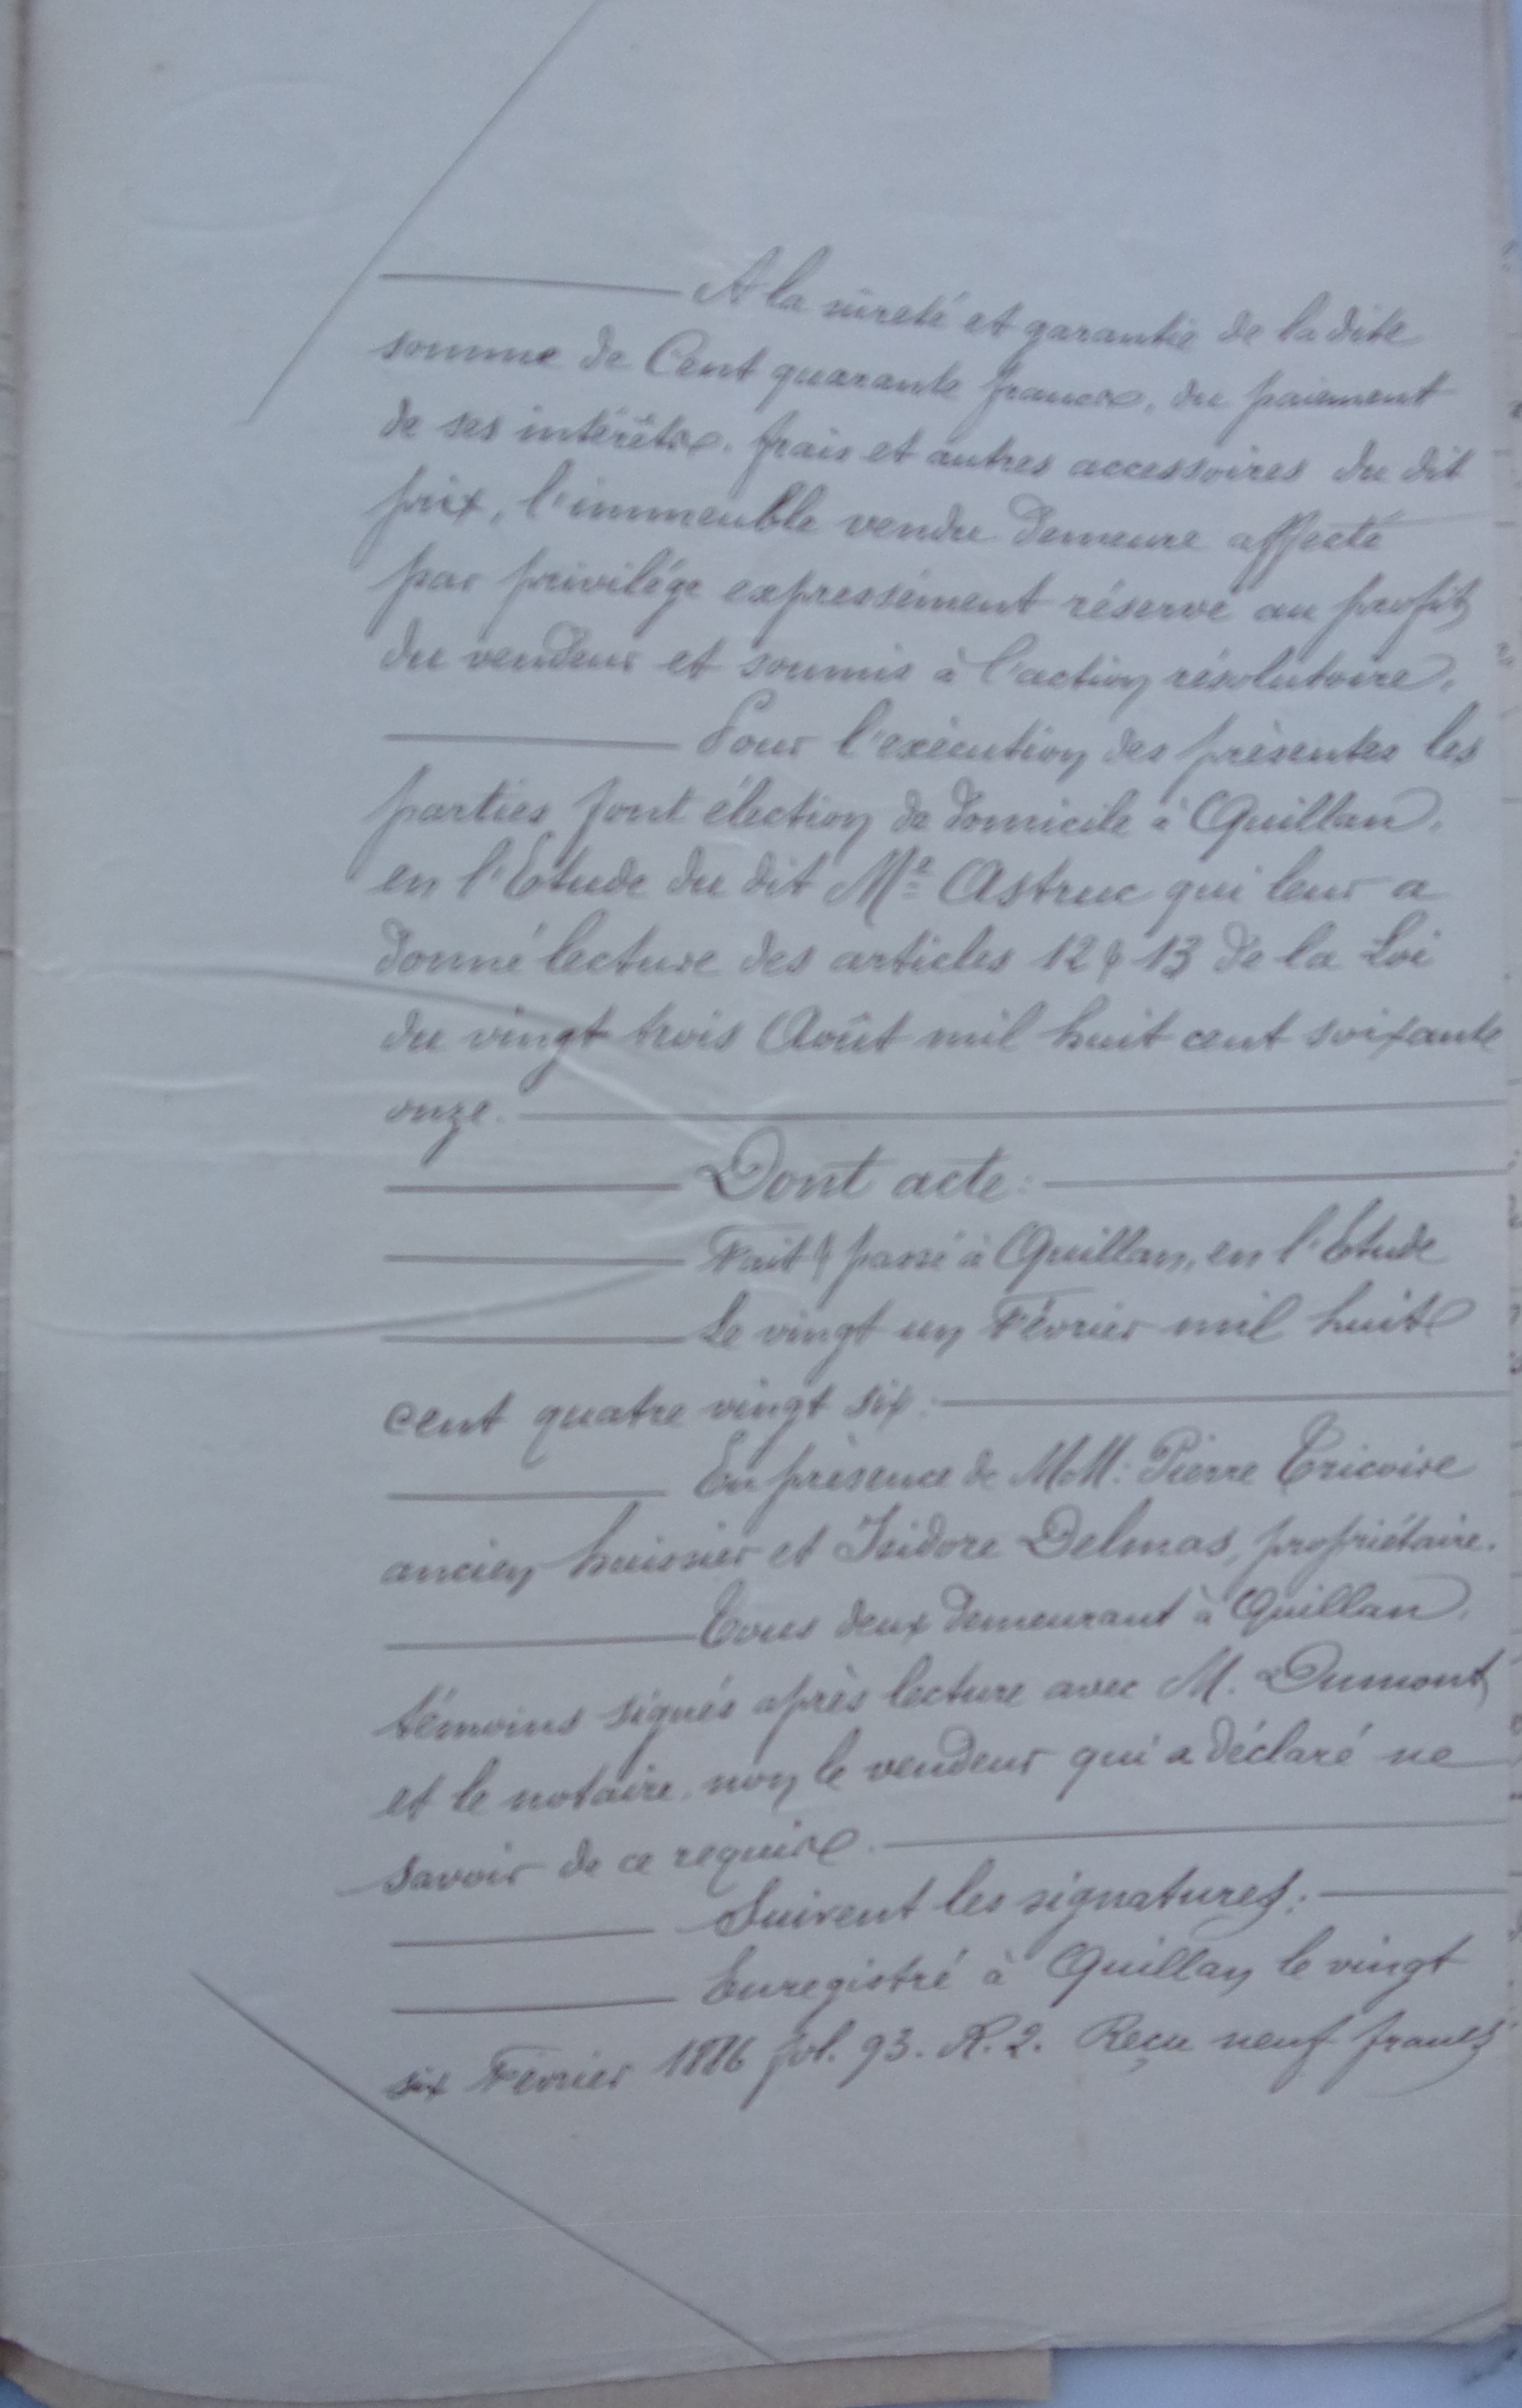 A la sûreté et garantie de la dite
somme de Cent quarante francs, du paiement
de ses intérêts, frais et autres accessoires du dit
prix, l'immeuble vendu demeure affecté
par privilége expressément réservé au profit
du vendeur et soumis à l'action résolutoire.
Pour l'exécution des présentes les
parties font élection de domicile à Quillan,
en l'Etude du dit Me Astruc qui leur a
donné lecture des articles 12 & 13 de la Loi
du vingt trois Août mil huit cent soixante
onze.
Dont acte:
Fait & passé à Quillan, en l'Etude
Le vingt un Février mil huit
cent quatre vingt six:
En présence de M.M. Pierre Tricoire
ancien huissier et Isidore Delmas, propriétaire.
Tous deux demeurant à Quillan,
témoins signés après lecture avec M. Dumont
et le notaire, non le vendeur qui a déclaré ne
savoir de ce requis.
Suivent les signatures:
Enregistré à Quillan le vingt
six Février 1886 fol. 93. R. 2. Reçu neuf francs